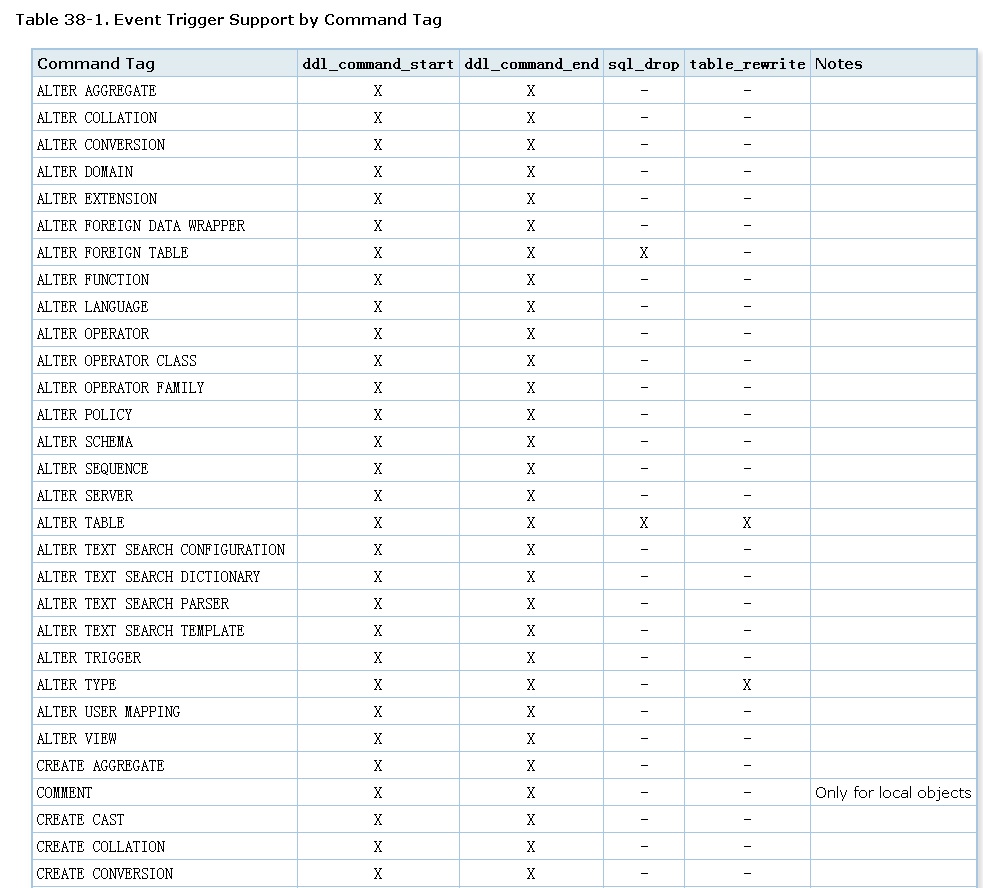 Table 38-1. Event Trigger Support by Command Tag
Command Tag ddl_command_start ddl_command_end sql_drop table_rewrite Notes
ALTER AGGREGATE X X - -
ALTER COLLATION X X - -
ALTER CONVERSION X X - -
ALTER DOMAIN X X - -
ALTER EXTENSION X X - -
ALTER FOREIGN DATA WRAPPER X X - -
ALTER FOREIGN TABLE X X X -
ALTER FUNCTION X X - -
ALTER LANGUAGE X X - -
ALTER OPERATOR X X - -
ALTER OPERATOR CLASS X X - -
ALTER OPERATOR FAMILY X X - -
ALTER POLICY X X - -
ALTER SCHEMA X X - -
ALTER SEQUENCE X X - -
ALTER SERVER X X - -
ALTER TABLE X X X X
ALTER TEXT SEARCH CONFIGURATION X X - -
ALTER TEXT SEARCH DICTIONARY X X - -
ALTER TEXT SEARCH PARSER X X - -
ALTER TEXT SEARCH TEMPLATE X X - -
ALTER TRIGGER X X - -
ALTER TYPE X X - X
ALTER USER MAPPING X X - -
ALTER VIEW X X - -
CREATE AGGREGATE X X - -
COMMENT X X - - Only for local objects
CREATE CAST X X - -
CREATE COLLATION X X - -
CREATE CONVERSION X X - -